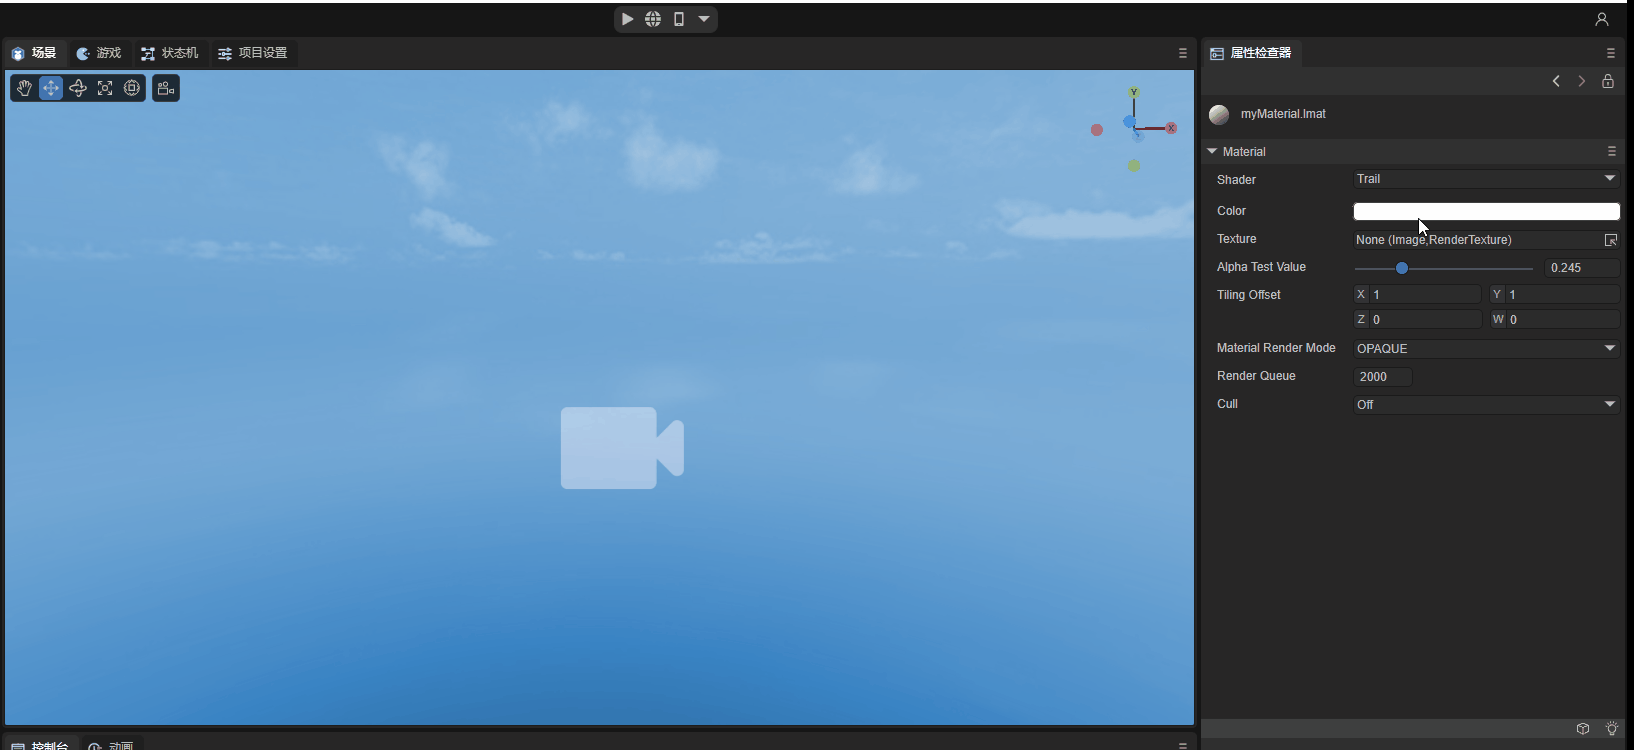 场景 游戏 状态机 项目设置
属性检查器
Y
X
myMaterial.lmat
Material
Shader Trail
Color
Texture None (Image,RenderTexture)
Alpha Test Value 0.245
Tiling Offset X 1 Y 1
Z 0 W 0
Material Render Mode OPAQUE
Render Queue 2000
Cull Off
控制台 动画